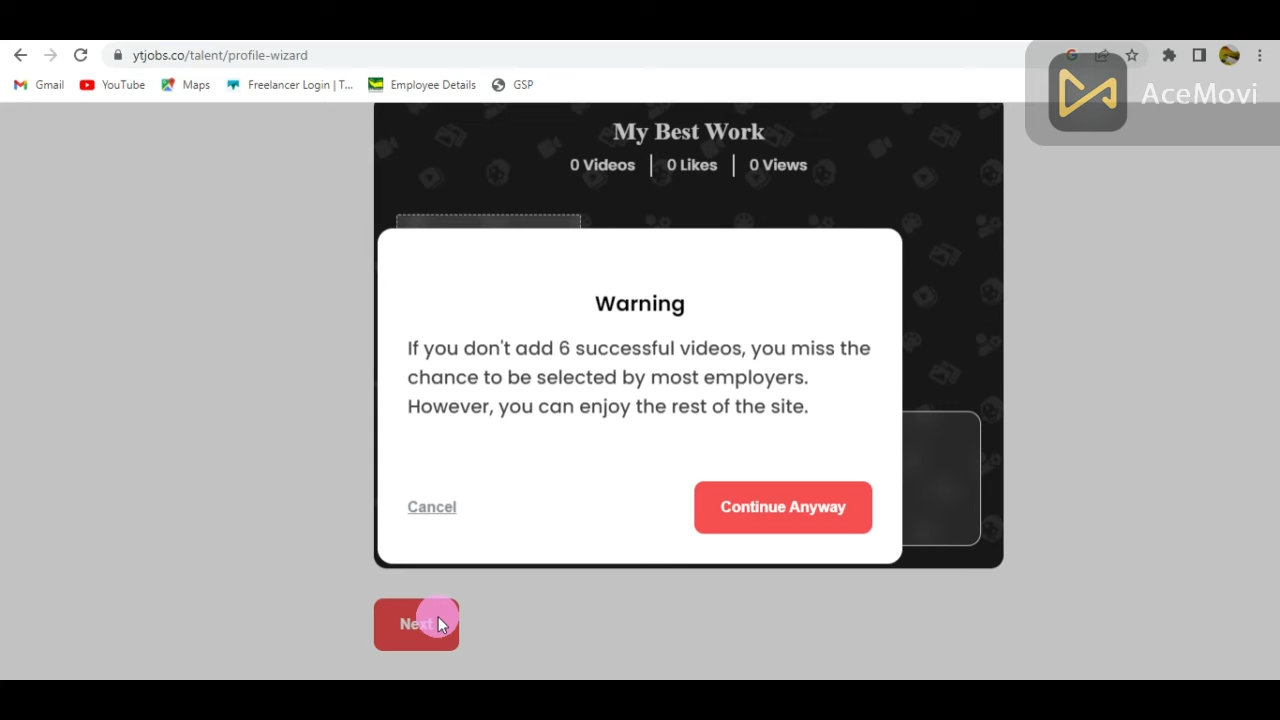 ytjobs.co/talent/profile-wizard
AceMovi
Gmail YouTube Maps Freelancer Login | T... Employee Details GSP
My Best Work
0 Videos | 0 Likes | 0 Views
Warning
If you don't add 6 successful videos, you miss the
chance to be selected by most employers.
However, you can enjoy the rest of the site.
Cancel Continue Anyway
Next